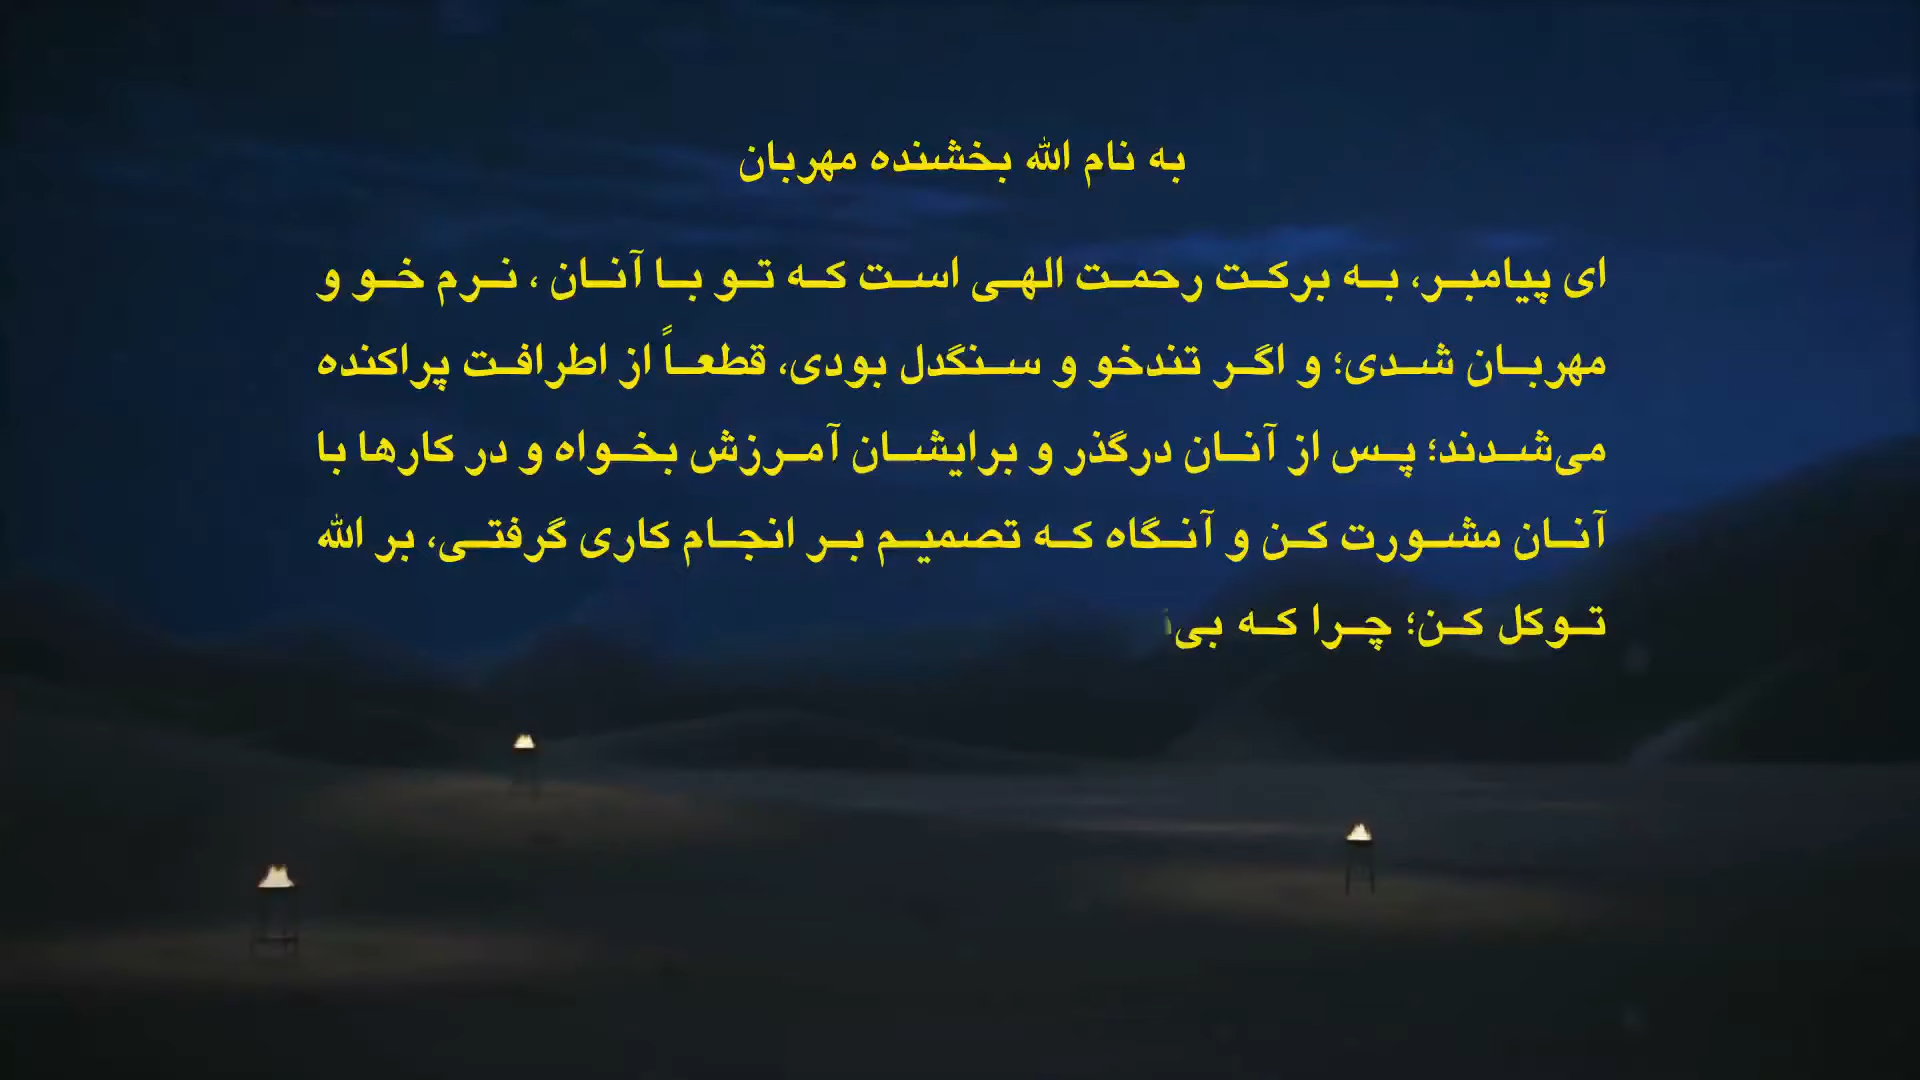 به نام الله بخشنده مهربان
ای پیامبر، به برکت رحمت الهی است که تو با آنان ، نرم خو و
مهربان شدی؛ و اگر تندخو و سنگدل بودی، قطعاً از اطرافت پراکنده
می‌شدند؛ پس از آنان درگذر و برایشان آمرزش بخواه و در کارها با
آنان مشورت کن و آنگاه که تصمیم بر انجام کاری گرفتی، بر الله
توکل کن؛ چرا که بی